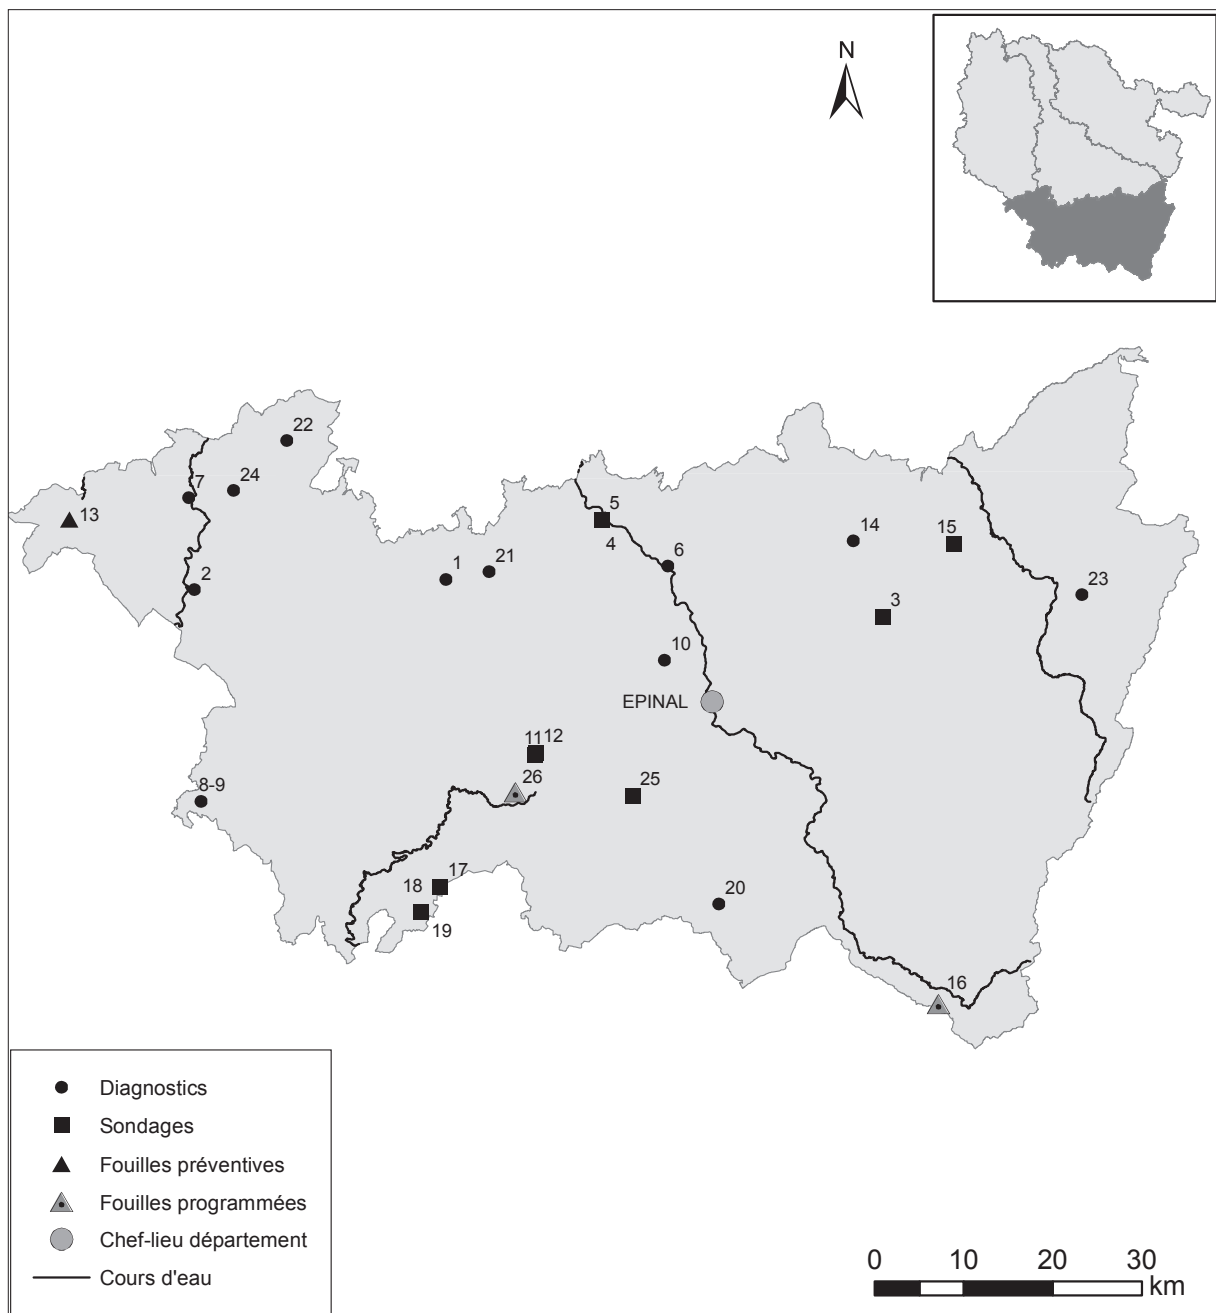 N
22
7
24
13
5
4
14
15
2
1
21
6
23
3
10
EPINAL
11 12
26
25
8-9
17
18
20
19
16
Diagnostics
Sondages
Fouilles préventives
Fouilles programmées
Chef-lieu département
Cours d'eau
0 10 20 30
km